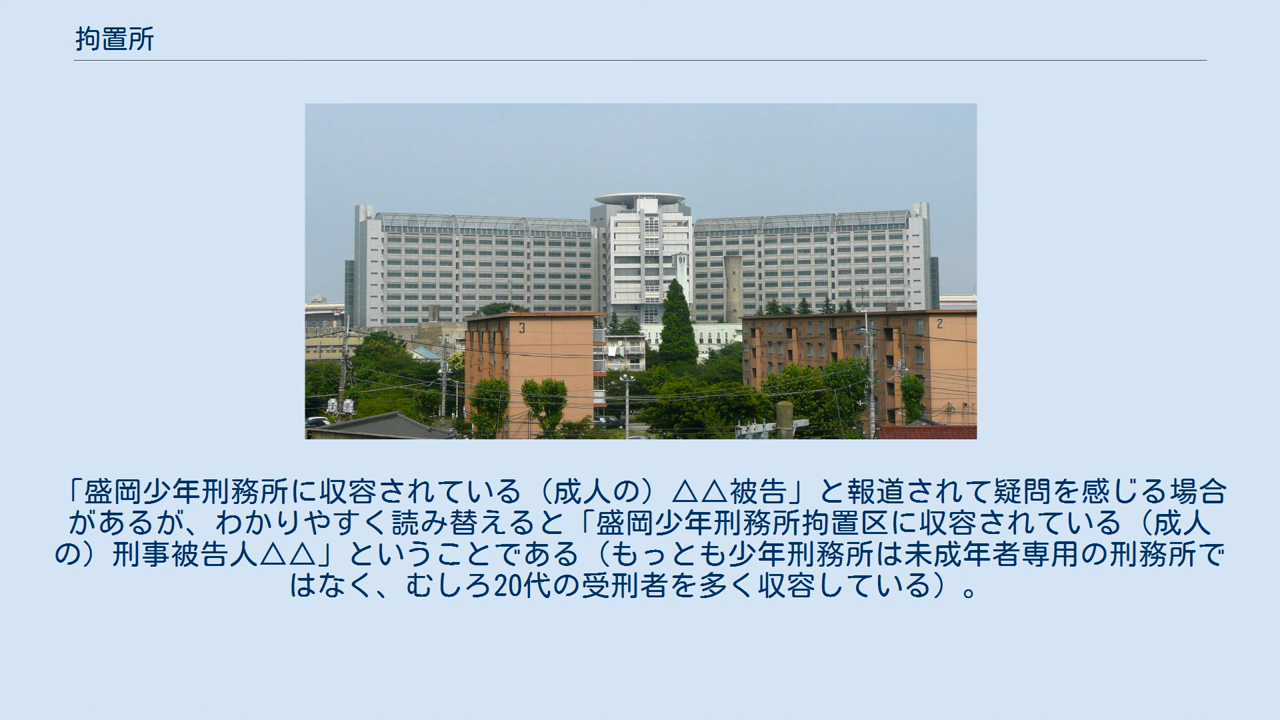 拘置所
3
2
「盛岡少年刑務所に収容されている（成人の）△△被告」と報道されて疑問を感じる場合
があるが、わかりやすく読み替えると「盛岡少年刑務所拘置区に収容されている（成人
の）刑事被告人△△」ということである（もっとも少年刑務所は未成年者専用の刑務所で
はなく、むしろ20代の受刑者を多く収容している）。